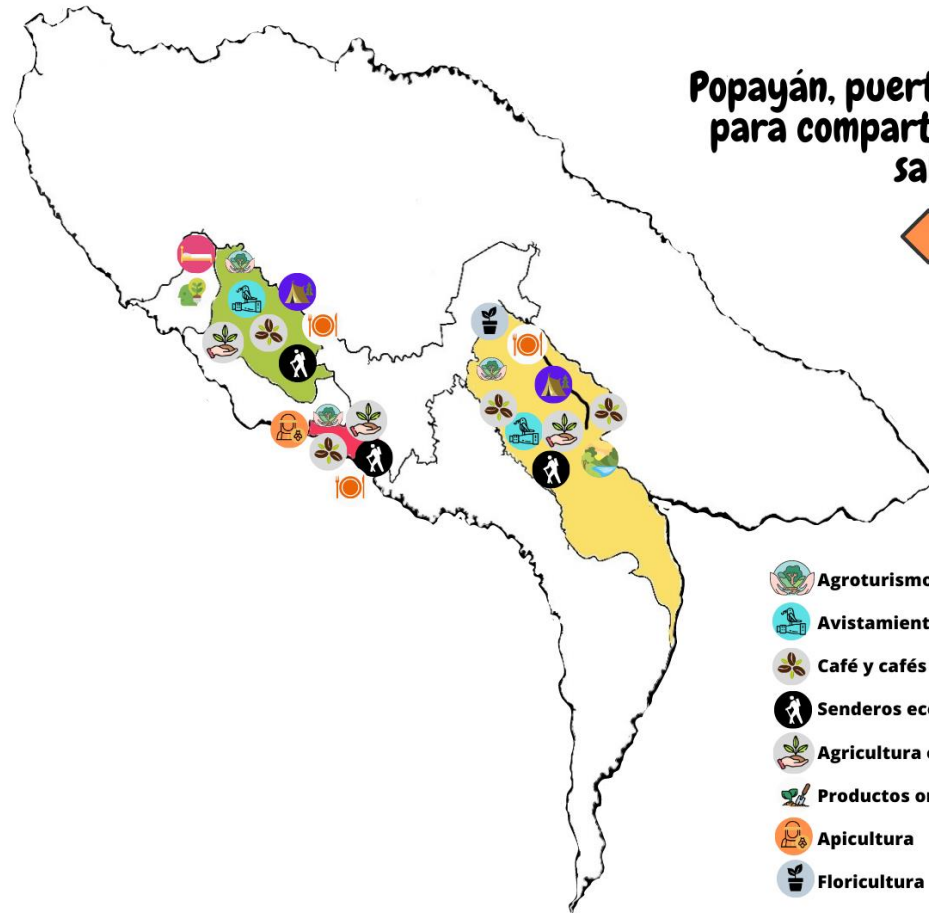 Popayán, puert
para compart
sa
Agroturismo
Avistamient
Café y cafés
Senderos eco
Agricultura
Productos or
Apicultura
Floricultura